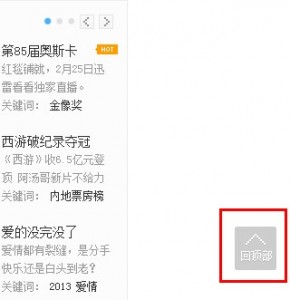 第85届奥斯卡 HOT
红毯铺就，2月25日迅
雷看看独家直播。
关键词： 金像奖
西游破纪录夺冠
《西游》收6.5亿元登
顶 阿汤哥新片不给力
关键词： 内地票房榜
爱的没完没了
爱情都有裂缝，是分手
快乐还是白头到老？
关键词： 2013 爱情
回顶部